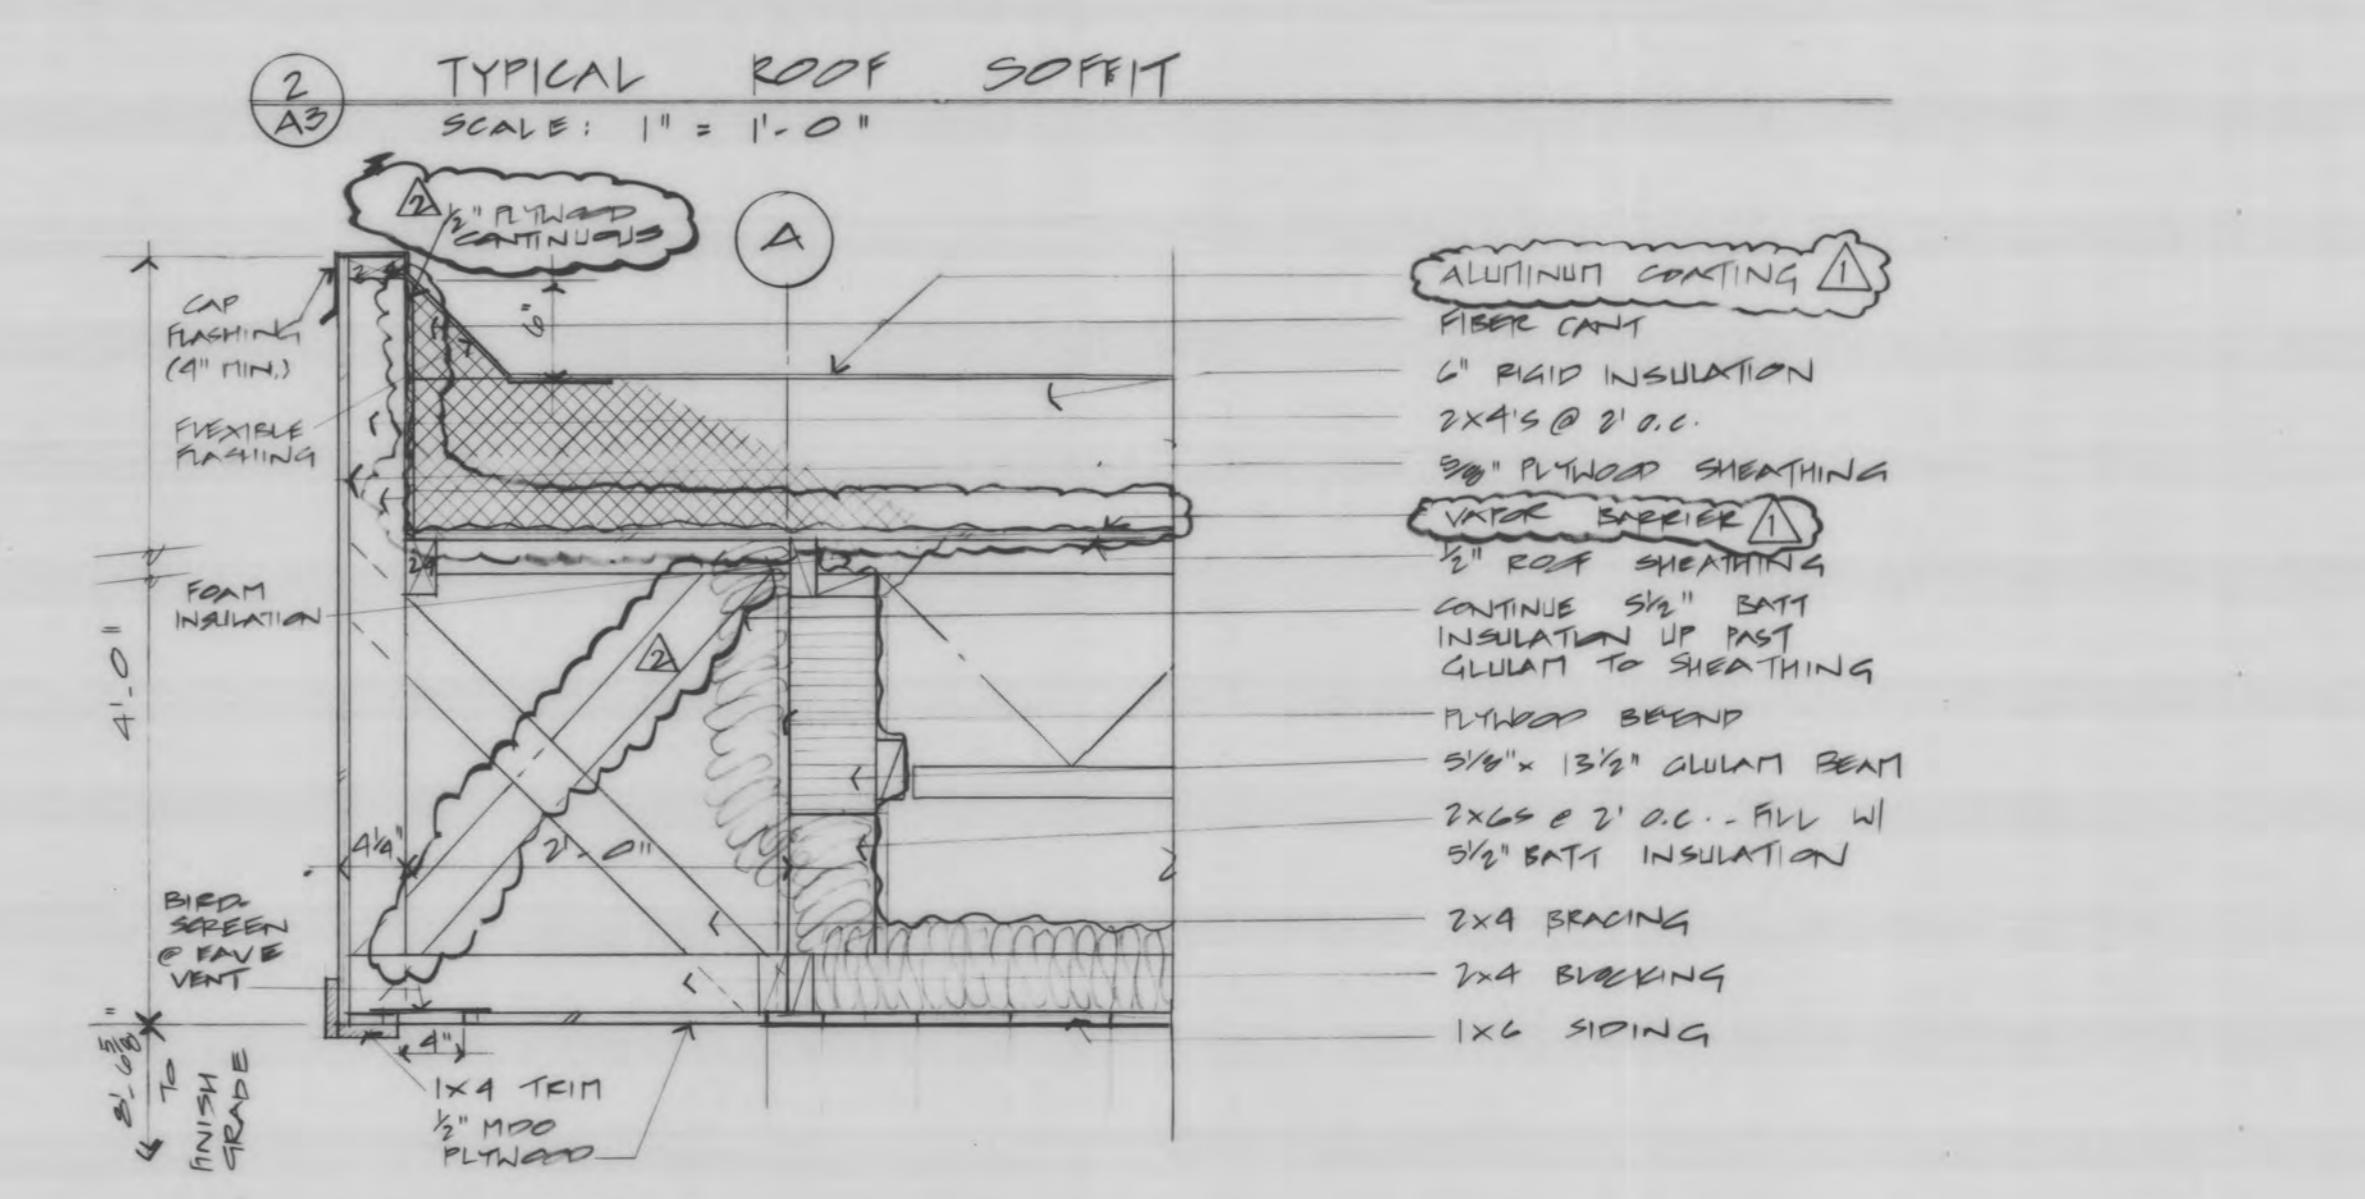 2
A3
TYPICAL ROOF SOFFIT
SCALE: 1" = 1'-0"
2
1/2" PLYWOOD
CONTINUOUS
A
CAP
FLASHING
(4" MIN.)
FLEXIBLE
FLASHING
FOAM
INSULATION
4'-0"
6"
2
4 1/4"
2'-0"
BIRD-
SCREEN
@ EAVE
VENT
4"
8'-6 5/8"
TO
FINISH
GRADE
1X4 TRIM
1/2" MDO
PLYWOOD
ALUMINUM COATING 1
FIBER CANT
6" RIGID INSULATION
2X4'S @ 2' O.C.
5/8" PLYWOOD SHEATHING
VAPOR BARRIER 1
1/2" ROOF SHEATHING
CONTINUE 5 1/2" BATT
INSULATION UP PAST
GLULAM TO SHEATHING
PLYWOOD BEYOND
5 1/8" x 13 1/2" GLULAM BEAM
2X6S @ 2' O.C. - FILL W/
5 1/2" BATT INSULATION
2X4 BRACING
2X4 BLOCKING
1X6 SIDING